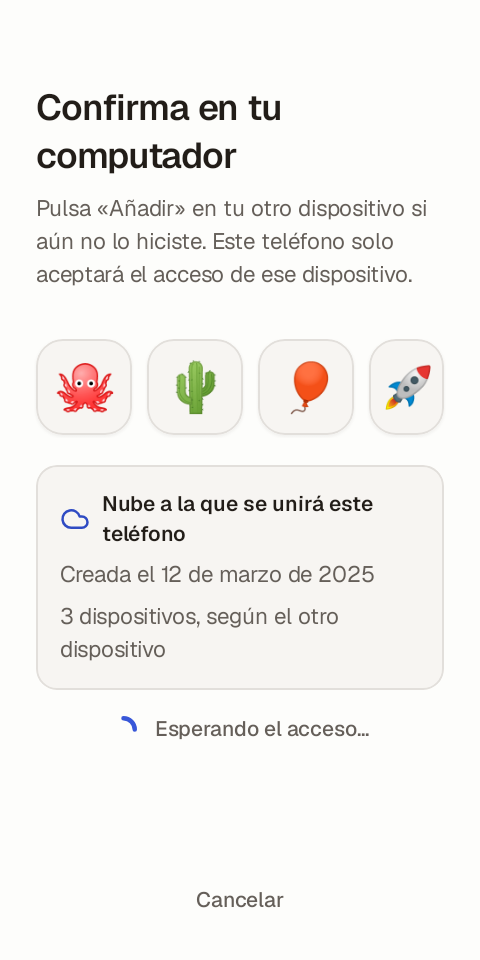 Confirma en tu
computador
Pulsa «Añadir» en tu otro dispositivo si
aún no lo hiciste. Este teléfono solo
aceptará el acceso de ese dispositivo.
Nube a la que se unirá este
teléfono
Creada el 12 de marzo de 2025
3 dispositivos, según el otro
dispositivo
Esperando el acceso…
Cancelar